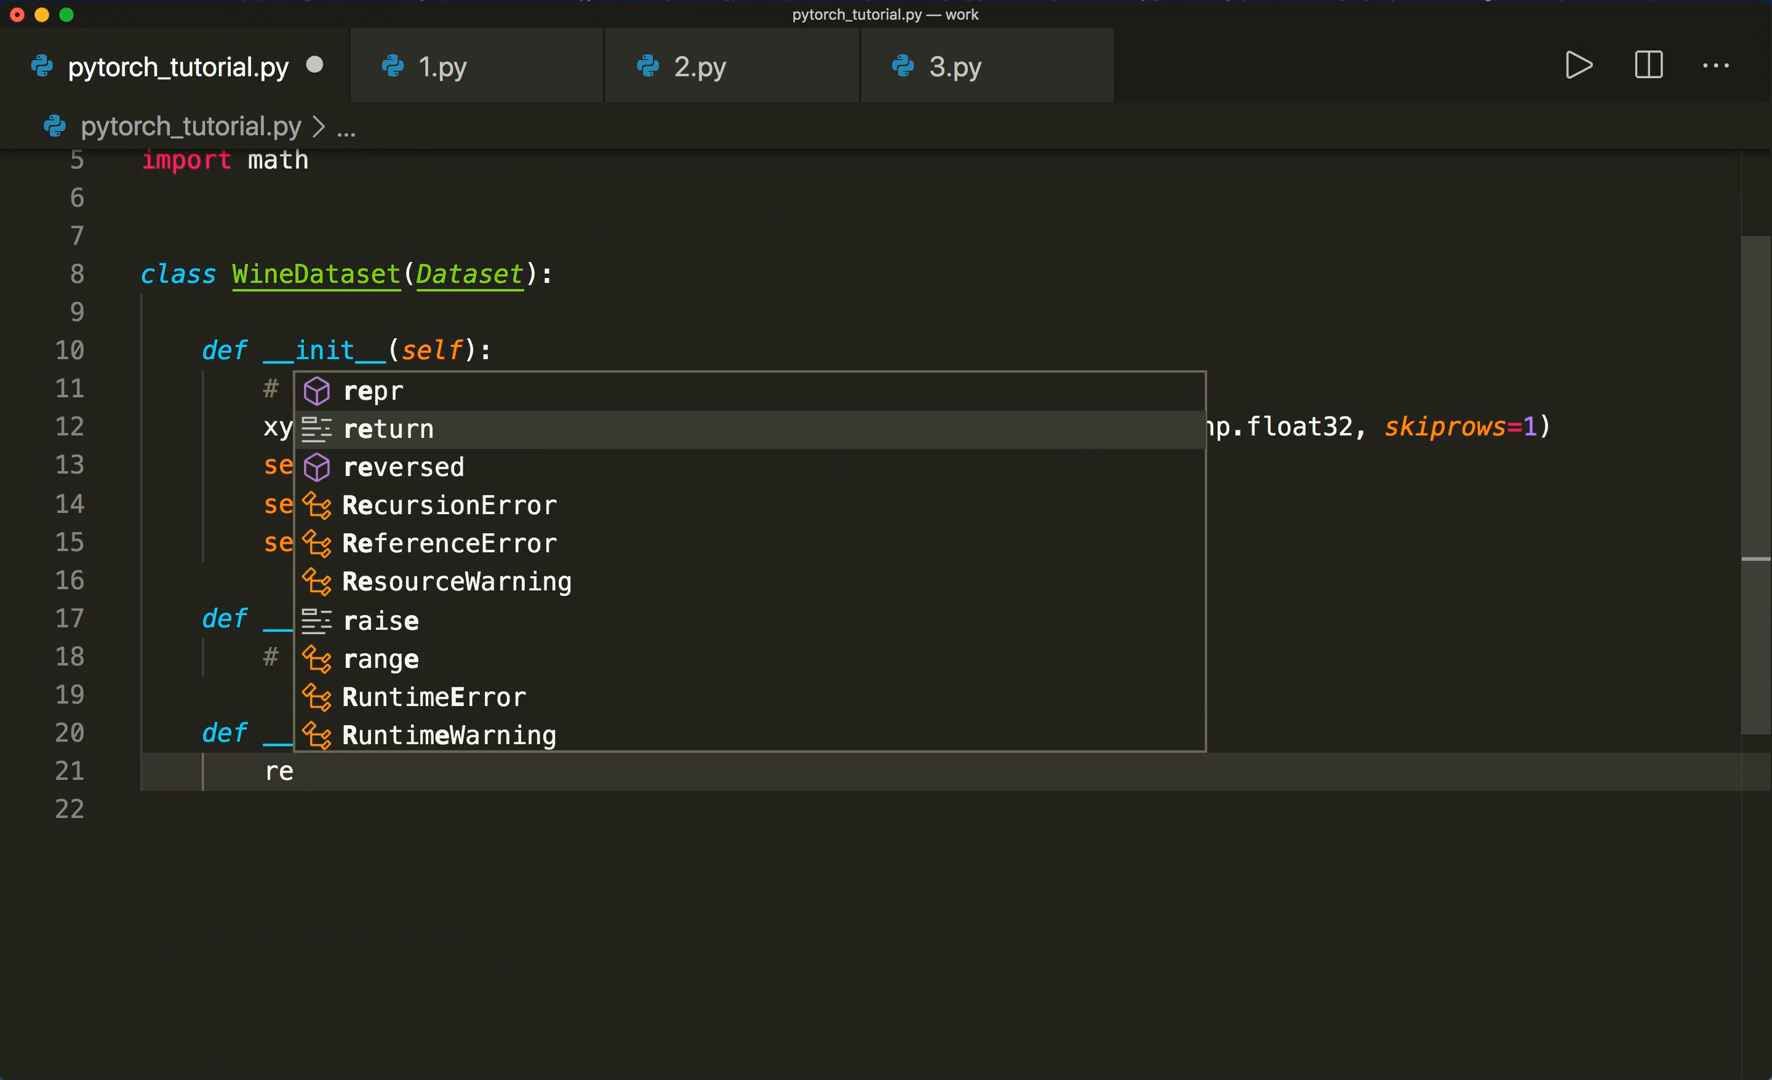 pytorch_tutorial.py — work
pytorch_tutorial.py
1.py
2.py
3.py
pytorch_tutorial.py > ...
5 import math
6
7
8 class WineDataset(Dataset):
9
10 def __init__(self):
11 #
12 xy np.float32, skiprows=1)
13 se
14 se
15 se
16
17 def __
18 #
19
20 def __
21 re
22
repr
return
reversed
RecursionError
ReferenceError
ResourceWarning
raise
range
RuntimeError
RuntimeWarning